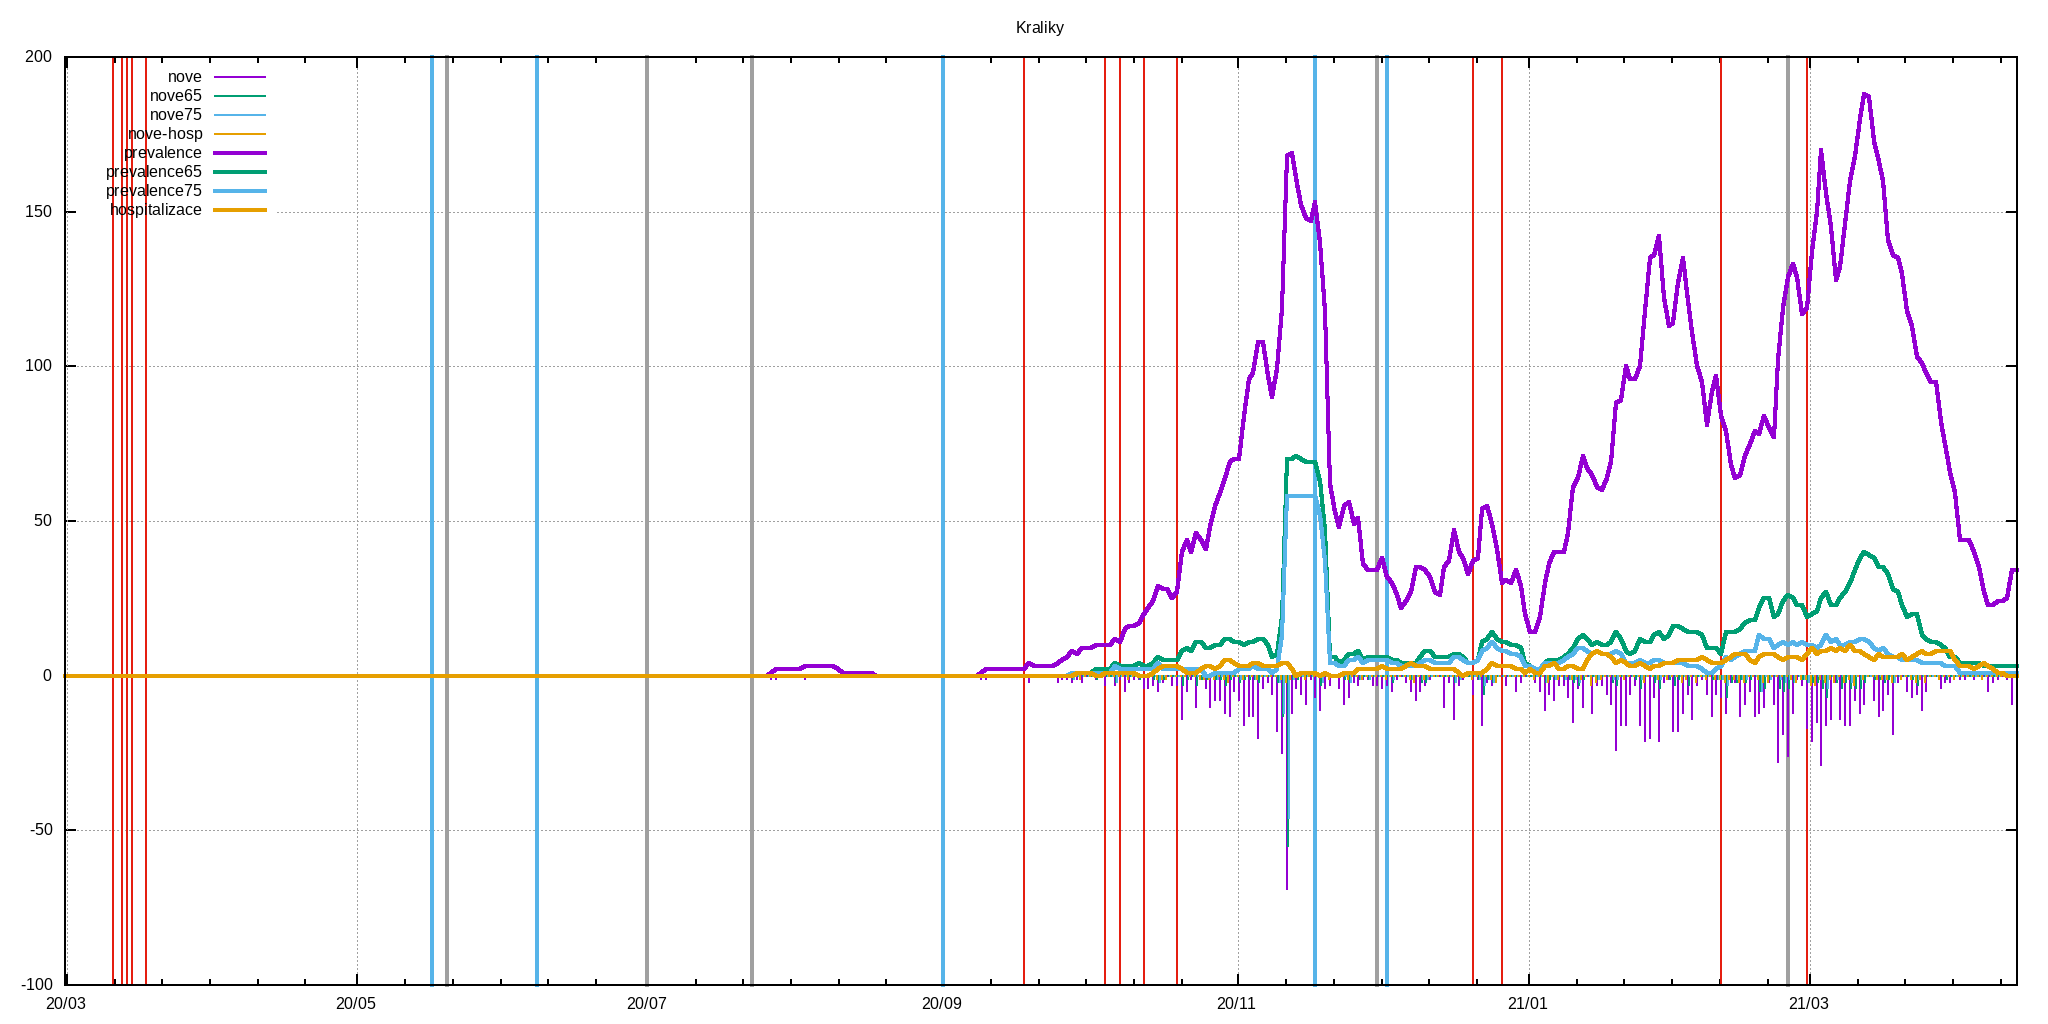 Kraliky
200
150
100
50
0
-50
-100
nove
nove65
nove75
nove-hosp
prevalence
prevalence65
prevalence75
hospitalizace
20/03
20/05
20/07
20/09
20/11
21/01
21/03